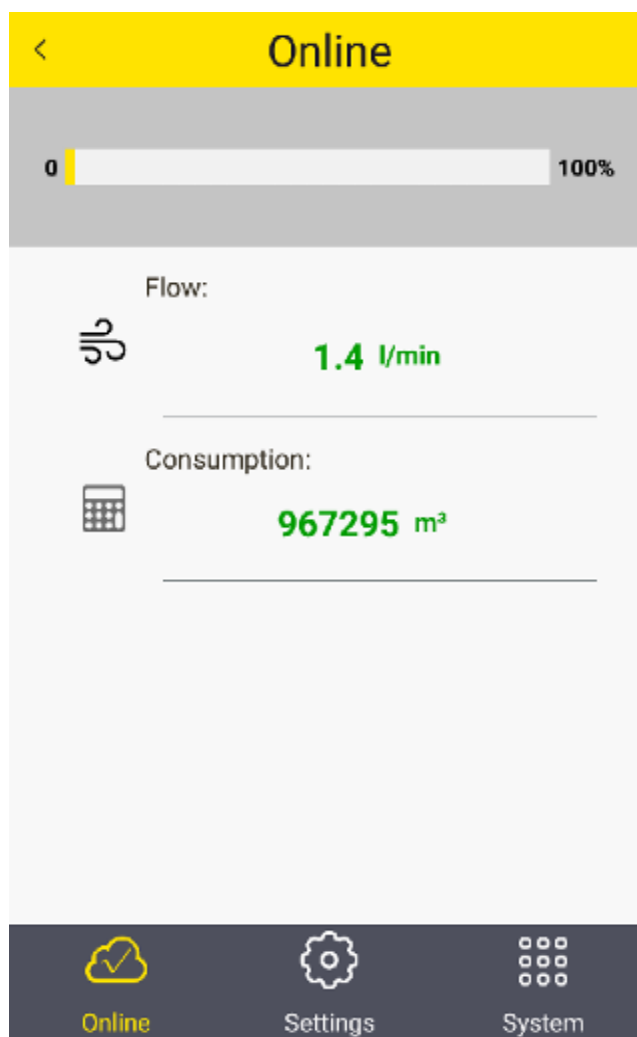 Online
0 100%
Flow:
1.4 l/min
Consumption:
967295 m³
Online Settings System